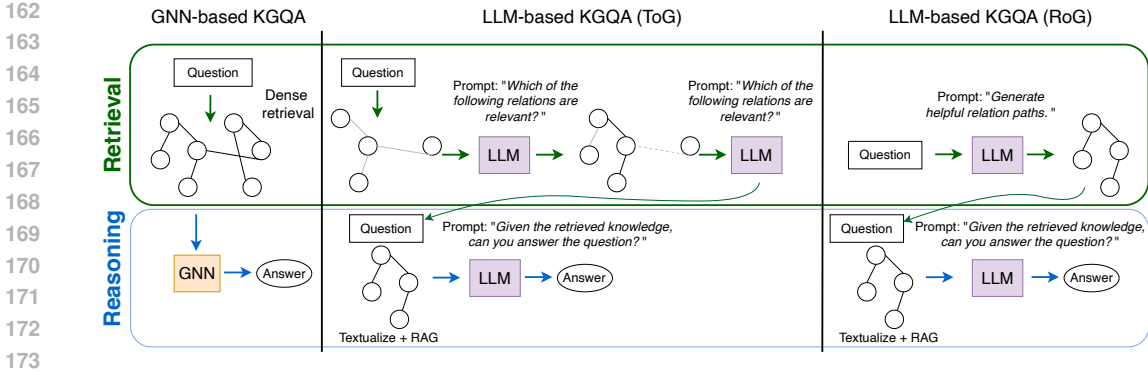 162
163
164
165
166
167
168
169
170
171
172
173
GNN-based KGQA
LLM-based KGQA (ToG)
LLM-based KGQA (RoG)
Retrieval
Question
Dense
retrieval
Question
Prompt: "Which of the
following relations are
relevant? "
LLM
Prompt: "Which of the
following relations are
relevant? "
LLM
Prompt: "Generate
helpful relation paths. "
Question
LLM
Reasoning
GNN
Answer
Question
Prompt: "Given the retrieved knowledge,
can you answer the question? "
LLM
Answer
Textualize + RAG
Question
Prompt: "Given the retrieved knowledge,
can you answer the question? "
LLM
Answer
Textualize + RAG